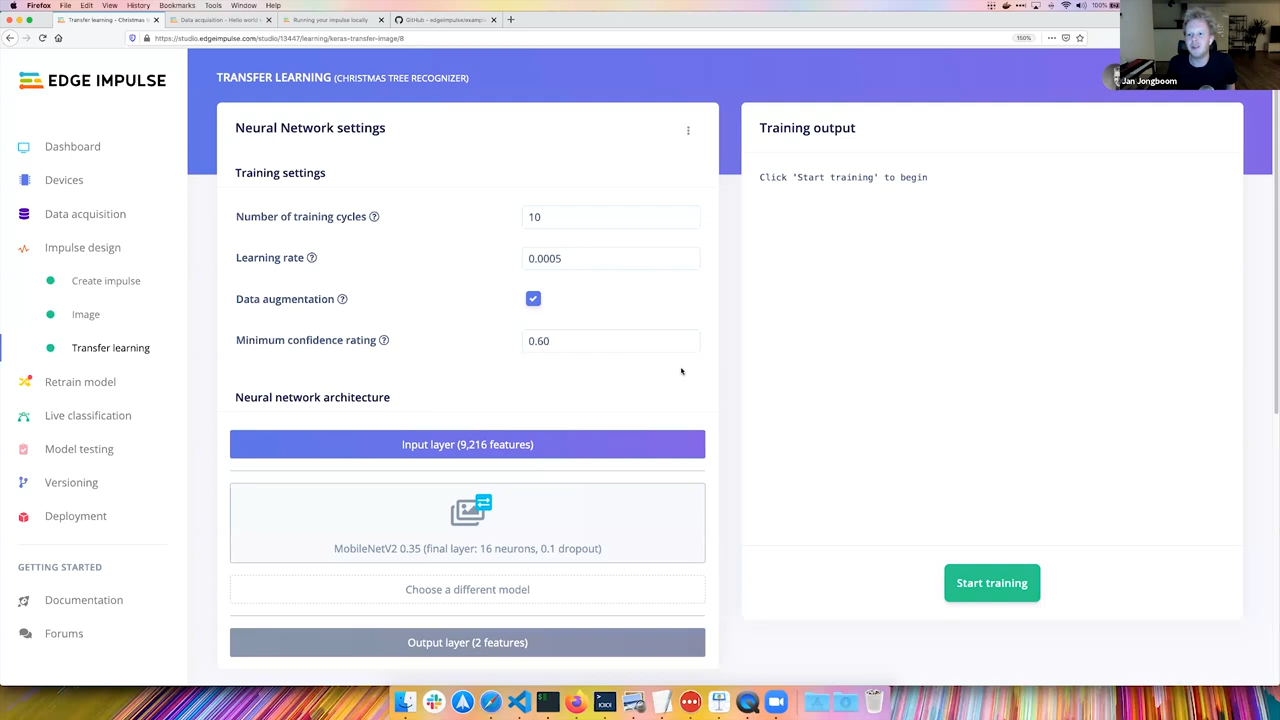 Firefox File Edit View History Bookmarks Tools Window Help
100%
Transfer learning - Christmas t
Data acquisition - Hello world
Running your impulse locally
GitHub - edgeimpulse/example
https://studio.edgeimpulse.com/studio/13447/learning/keras-transfer-image/8
150%
Jan Jongboom
EDGE IMPULSE
TRANSFER LEARNING (CHRISTMAS TREE RECOGNIZER)
Dashboard
Devices
Data acquisition
Impulse design
Create impulse
Image
Transfer learning
Retrain model
Live classification
Model testing
Versioning
Deployment
GETTING STARTED
Documentation
Forums
Neural Network settings
Training settings
Number of training cycles ?
10
Learning rate ?
0.0005
Data augmentation ?
Minimum confidence rating ?
0.60
Neural network architecture
Input layer (9,216 features)
MobileNetV2 0.35 (final layer: 16 neurons, 0.1 dropout)
Choose a different model
Output layer (2 features)
Training output
Click 'Start training' to begin
Start training